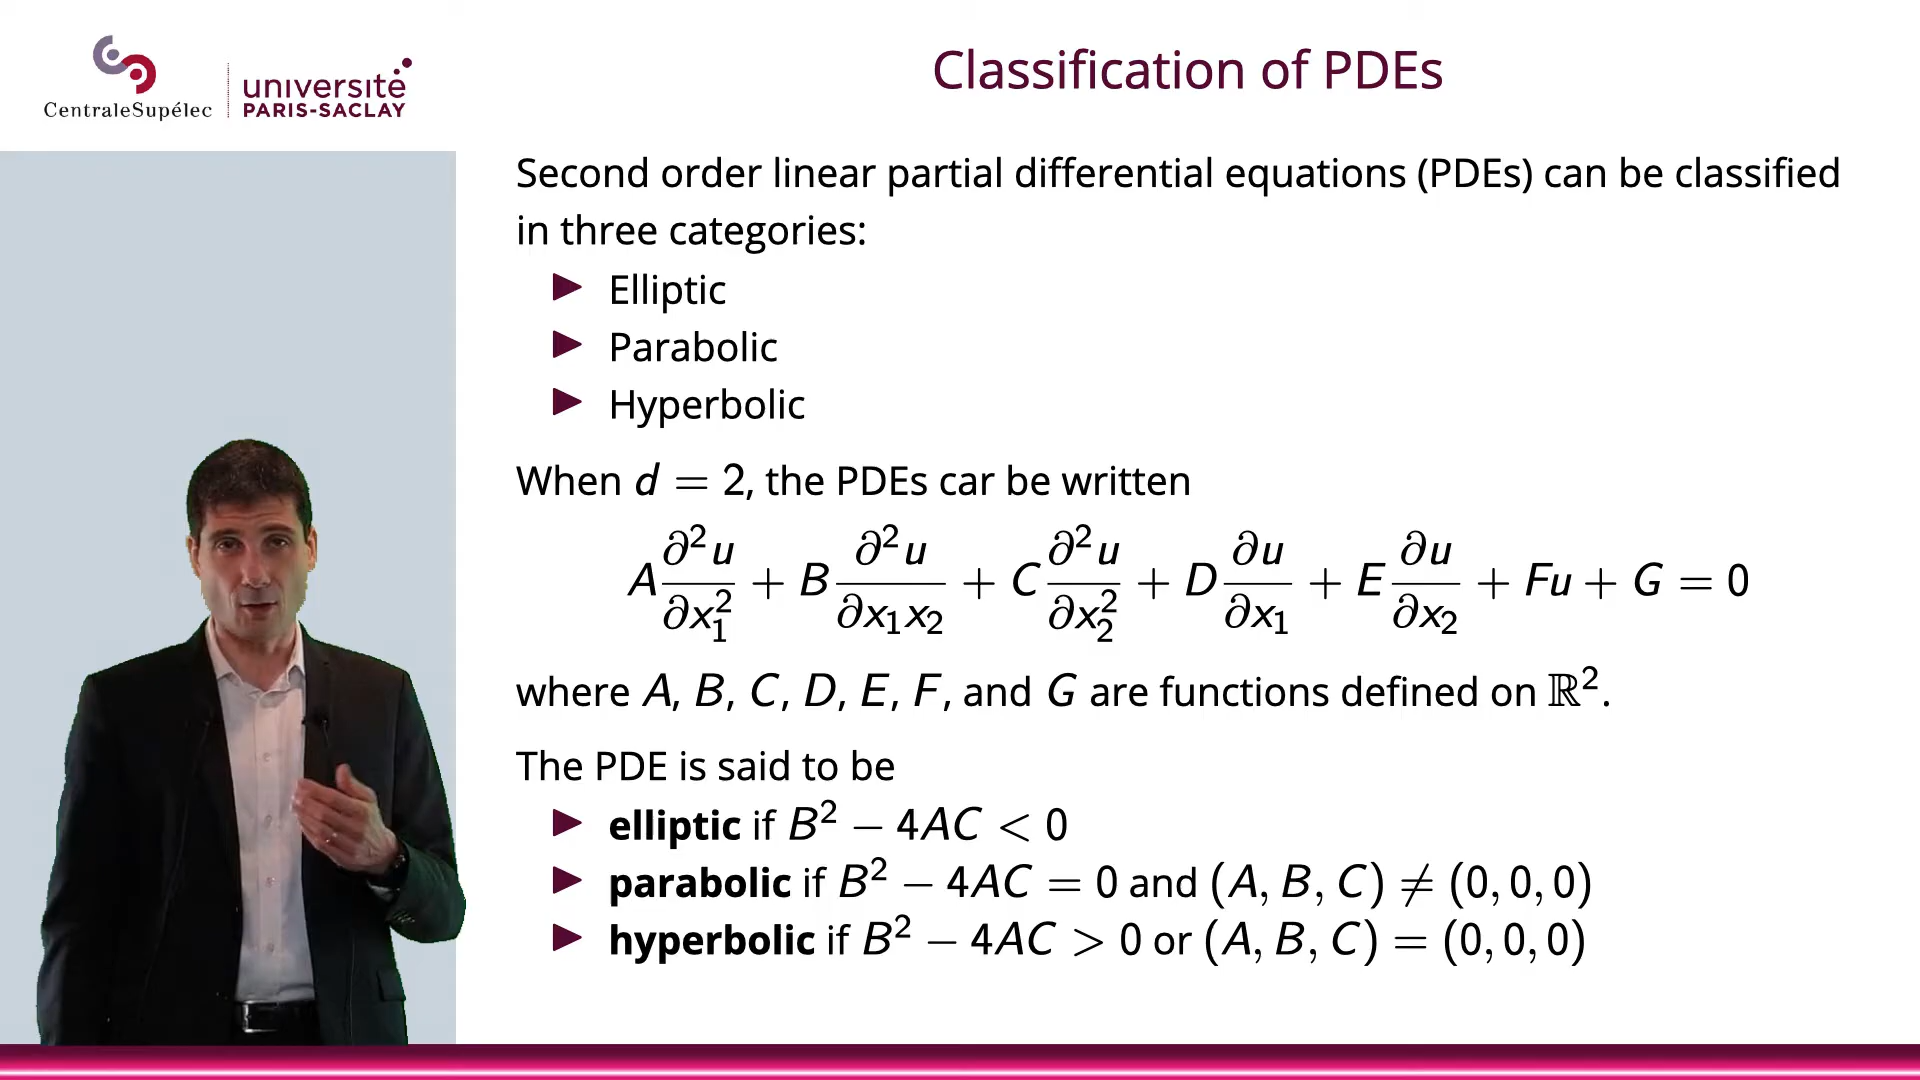 CentraleSupélec
université
PARIS-SACLAY
Classification of PDEs
Second order linear partial differential equations (PDEs) can be classified
in three categories:
▶ Elliptic
▶ Parabolic
▶ Hyperbolic
When d = 2, the PDEs car be written
A ∂²u/∂x₁² + B ∂²u/∂x₁x₂ + C ∂²u/∂x₂² + D ∂u/∂x₁ + E ∂u/∂x₂ + Fu + G = 0
where A, B, C, D, E, F, and G are functions defined on ℝ².
The PDE is said to be
▶ elliptic if B² − 4AC < 0
▶ parabolic if B² − 4AC = 0 and (A, B, C) ≠ (0, 0, 0)
▶ hyperbolic if B² − 4AC > 0 or (A, B, C) = (0, 0, 0)